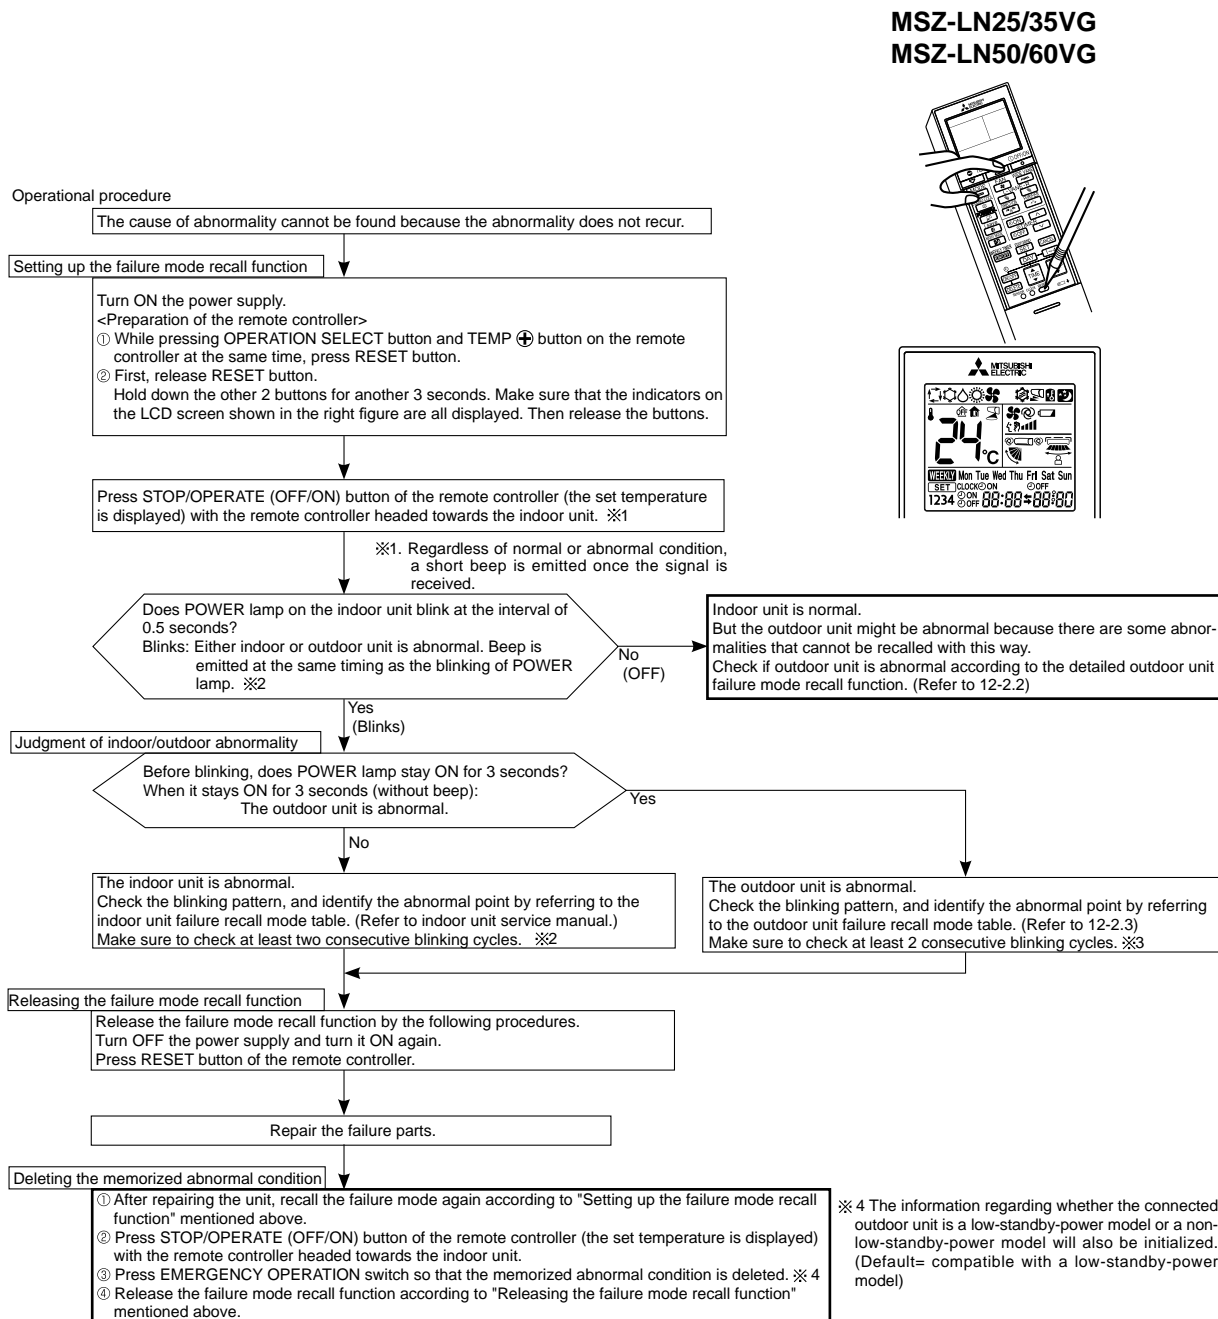 MSZ-LN25/35VG
MSZ-LN50/60VG
Operational procedure
The cause of abnormality cannot be found because the abnormality does not recur.
Setting up the failure mode recall function
Turn ON the power supply.
<Preparation of the remote controller>
① While pressing OPERATION SELECT button and TEMP ⊕ button on the remote
controller at the same time, press RESET button.
② First, release RESET button.
Hold down the other 2 buttons for another 3 seconds. Make sure that the indicators on
the LCD screen shown in the right figure are all displayed. Then release the buttons.
MITSUBISHI
ELECTRIC
24°C
WEEKLY Mon Tue Wed Thu Fri Sat Sun
SET CLOCK ON OFF
1234 ON OFF 88:88 88:80
Press STOP/OPERATE (OFF/ON) button of the remote controller (the set temperature
is displayed) with the remote controller headed towards the indoor unit. ※1
※1. Regardless of normal or abnormal condition,
a short beep is emitted once the signal is
received.
Does POWER lamp on the indoor unit blink at the interval of
0.5 seconds?
Blinks: Either indoor or outdoor unit is abnormal. Beep is
emitted at the same timing as the blinking of POWER
lamp. ※2
No
(OFF)
Indoor unit is normal.
But the outdoor unit might be abnormal because there are some abnor-
malities that cannot be recalled with this way.
Check if outdoor unit is abnormal according to the detailed outdoor unit
failure mode recall function. (Refer to 12-2.2)
Yes
(Blinks)
Judgment of indoor/outdoor abnormality
Before blinking, does POWER lamp stay ON for 3 seconds?
When it stays ON for 3 seconds (without beep):
The outdoor unit is abnormal.
Yes
No
The indoor unit is abnormal.
Check the blinking pattern, and identify the abnormal point by referring to the
indoor unit failure recall mode table. (Refer to indoor unit service manual.)
Make sure to check at least two consecutive blinking cycles. ※2
The outdoor unit is abnormal.
Check the blinking pattern, and identify the abnormal point by referring
to the outdoor unit failure recall mode table. (Refer to 12-2.3)
Make sure to check at least 2 consecutive blinking cycles. ※3
Releasing the failure mode recall function
Release the failure mode recall function by the following procedures.
Turn OFF the power supply and turn it ON again.
Press RESET button of the remote controller.
Repair the failure parts.
Deleting the memorized abnormal condition
① After repairing the unit, recall the failure mode again according to "Setting up the failure mode recall
function" mentioned above.
② Press STOP/OPERATE (OFF/ON) button of the remote controller (the set temperature is displayed)
with the remote controller headed towards the indoor unit.
③ Press EMERGENCY OPERATION switch so that the memorized abnormal condition is deleted. ※ 4
④ Release the failure mode recall function according to "Releasing the failure mode recall function"
mentioned above.
※ 4 The information regarding whether the connected
outdoor unit is a low-standby-power model or a non-
low-standby-power model will also be initialized.
(Default= compatible with a low-standby-power
model)